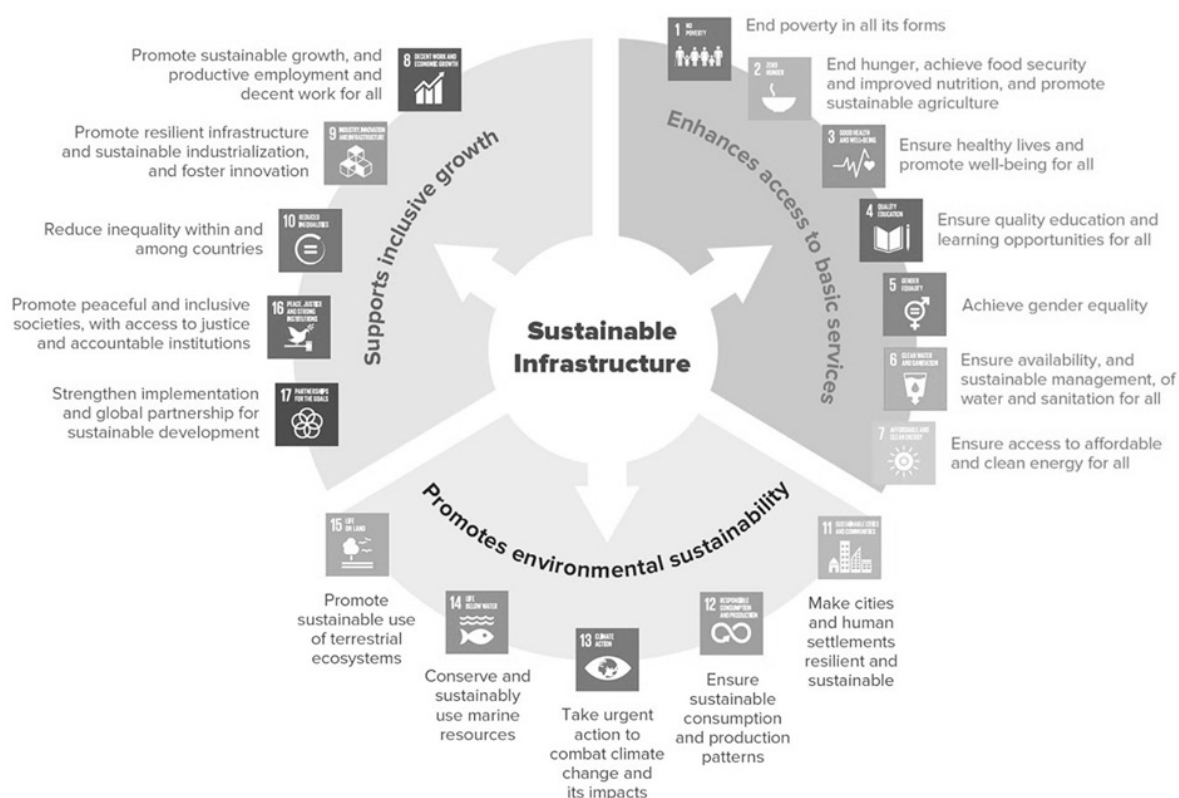 Sustainable
Infrastructure
Enhances access to basic services
1 NO
POVERTY
End poverty in all its forms
2 ZERO
HUNGER
End hunger, achieve food security
and improved nutrition, and promote
sustainable agriculture
3 GOOD HEALTH
AND WELL-BEING
Ensure healthy lives and
promote well-being for all
4 QUALITY
EDUCATION
Ensure quality education and
learning opportunities for all
5 GENDER
EQUALITY
Achieve gender equality
6 CLEAN WATER
AND SANITATION
Ensure availability, and
sustainable management, of
water and sanitation for all
7 AFFORDABLE AND
CLEAN ENERGY
Ensure access to affordable
and clean energy for all
Promotes environmental sustainability
11 SUSTAINABLE CITIES
AND COMMUNITIES
Make cities
and human
settlements
resilient and
sustainable
12 RESPONSIBLE
CONSUMPTION
AND PRODUCTION
Ensure
sustainable
consumption
and production
patterns
13 CLIMATE
ACTION
Take urgent
action to
combat climate
change and
its impacts
14 LIFE
BELOW WATER
Conserve and
sustainably
use marine
resources
15 LIFE
ON LAND
Promote
sustainable use
of terrestrial
ecosystems
Supports inclusive growth
8 DECENT WORK AND
ECONOMIC GROWTH
Promote sustainable growth, and
productive employment and
decent work for all
9 INDUSTRY, INNOVATION
AND INFRASTRUCTURE
Promote resilient infrastructure
and sustainable industrialization,
and foster innovation
10 REDUCED
INEQUALITIES
Reduce inequality within and
among countries
16 PEACE, JUSTICE
AND STRONG
INSTITUTIONS
Promote peaceful and inclusive
societies, with access to justice
and accountable institutions
17 PARTNERSHIPS
FOR THE GOALS
Strengthen implementation
and global partnership for
sustainable development